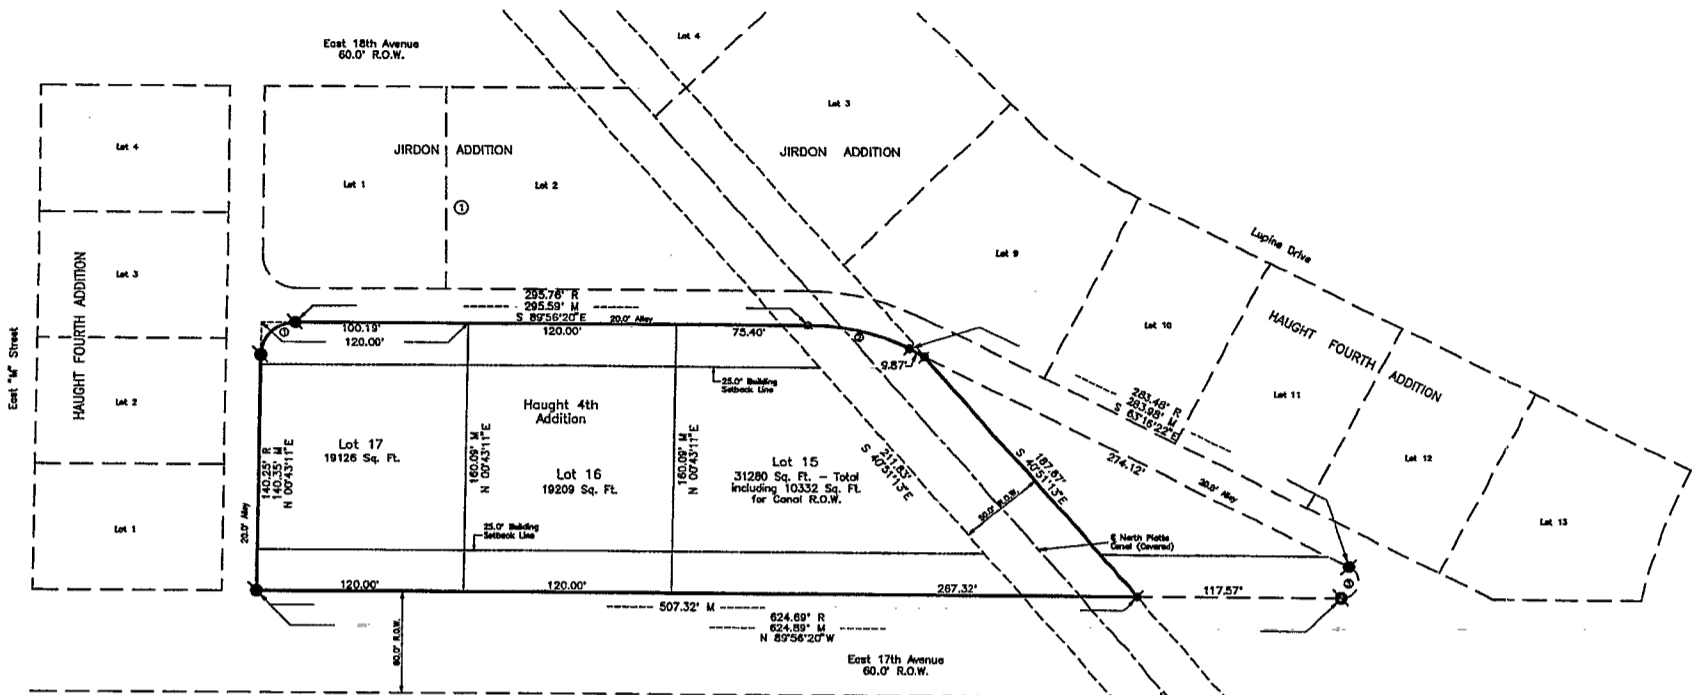 East 18th Avenue
60.0' R.O.W.
Lot 4
Lot 3
JIRDON ADDITION
Lot 4
JIRDON ADDITION
Lot 1
Lot 2
①
Lot 3
HAUGHT FOURTH ADDITION
Lot 2
Lot 1
East "M" Street
Lot 9
Lupine Drive
Lot 10
HAUGHT FOURTH ADDITION
Lot 11
Lot 12
Lot 13
295.76' R
295.59' M
S 89°56'20"E
20.0' Alley
100.19'
120.00'
120.00'
75.40'
9.87'
25.0' Building
Setback Line
Haught 4th
Addition
Lot 17
19126 Sq. Ft.
Lot 16
19209 Sq. Ft.
Lot 15
31280 Sq. Ft. - Total
including 10332 Sq. Ft.
for Canal R.O.W.
140.25' R
140.35' M
N 00°43'11"E
160.09' M
N 00°43'11"E
160.09' M
N 00°43'11"E
211.83'
S 40°51'13"E
187.87'
S 40°51'13"E
50.0' R.O.W.
283.48' R
283.98' M
S 63°16'22"E
274.12'
20.0' Alley
20.0' Alley
25.0' Building
Setback Line
℄ North Platte
Canal (Covered)
120.00'
120.00'
267.32'
117.57'
507.32' M
624.69' R
624.89' M
N 89°56'20"W
60.0' R.O.W.
East 17th Avenue
60.0' R.O.W.